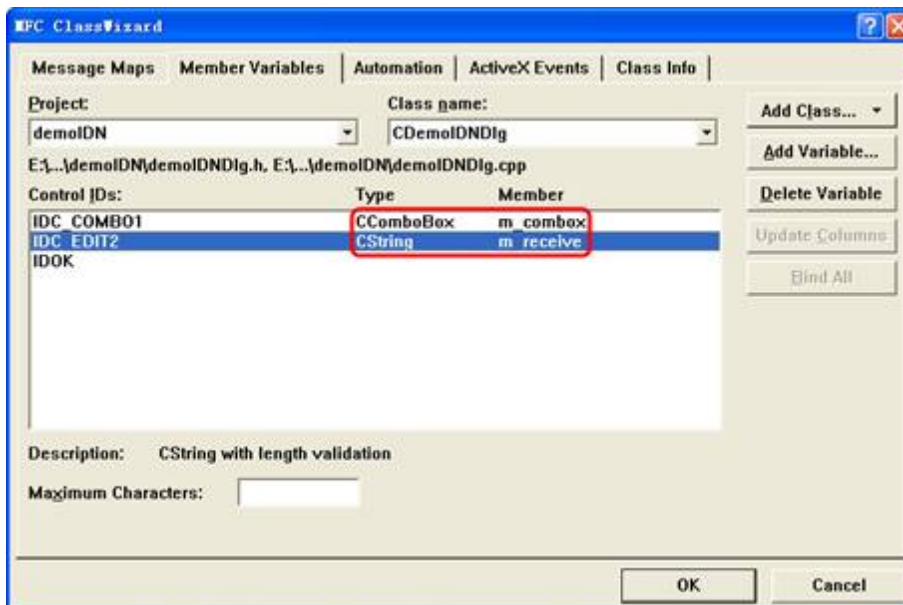 MFC ClassWizard
Message Maps Member Variables Automation ActiveX Events Class Info
Project: Class name:
demoIDN CDemoIDNDlg
Add Class...
E:\...\demoIDN\demoIDNDlg.h, E:\...\demoIDN\demoIDNDlg.cpp
Add Variable...
Control IDs: Type Member
Delete Variable
IDC_COMBO1 CComboBox m_combox
IDC_EDIT2 CString m_receive
Update Columns
IDOK
Bind All
Description: CString with length validation
Maximum Characters:
OK Cancel